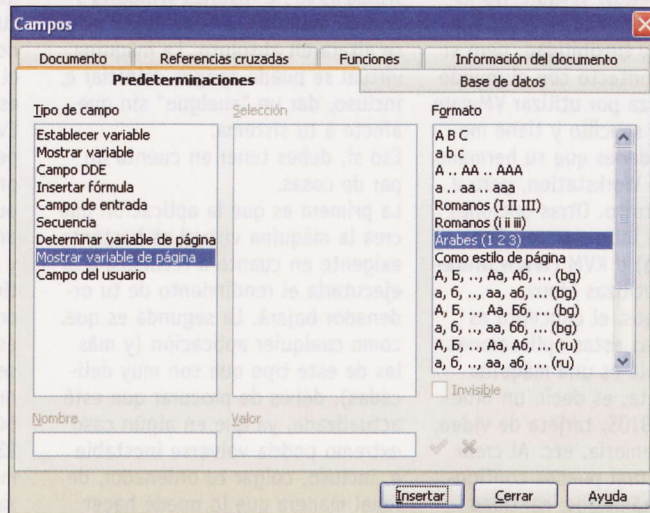 Campos
Documento Referencias cruzadas Funciones Información del documento
Predeterminaciones Base de datos
Tipo de campo Selección Formato
Establecer variable
Mostrar variable
Campo DDE
Insertar fórmula
Campo de entrada
Secuencia
Determinar variable de página
Mostrar variable de página
Campo del usuario
A B C
a b c
A .. AA .. AAA
a .. aa .. aaa
Romanos (I II III)
Romanos (i ii iii)
Árabes (1 2 3)
Como estilo de página
А, Б, .., Аа, Аб, ... (bg)
а, б, .., аа, аб, ... (bg)
А, Б, .., Аа, Бб, ... (bg)
а, б, .., аа, бб, ... (bg)
А, Б, .., Аа, Аб, ... (ru)
а, б, .., аа, аб, ... (ru)
Invisible
Nombre Valor
Insertar Cerrar Ayuda